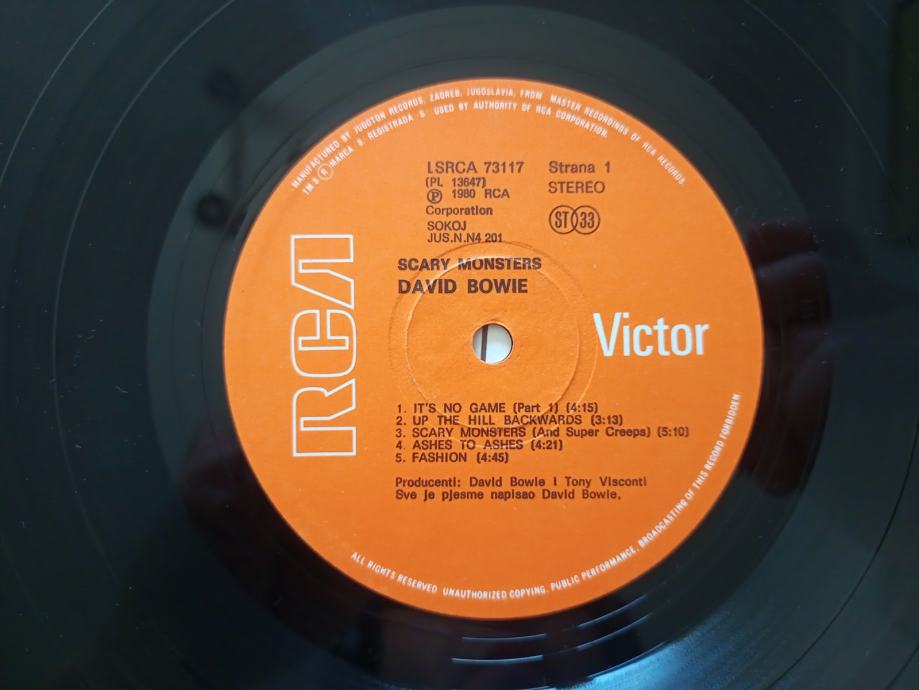 MANUFACTURED BY JUGOTON RECORDS, ZAGREB, JUGOSLAVIA, FROM MASTER RECORDINGS OF RCA RECORDS
TM S ® MARCA S REGISTRADA S USED BY AUTHORITY OF RCA CORPORATION.
LSRCA 73117 Strana 1
(PL 13647) STEREO
℗ 1980 RCA
Corporation ST 33
SOKOJ
JUS.N.N4 201
SCARY MONSTERS
DAVID BOWIE
RCA
Victor
1. IT'S NO GAME (Part 1) (4:15)
2. UP THE HILL BACKWARDS (3:13)
3. SCARY MONSTERS (And Super Creeps) (5:10)
4. ASHES TO ASHES (4:21)
5. FASHION (4:45)
Producenti: David Bowie i Tony Visconti
Sve je pjesme napisao David Bowie.
ALL RIGHTS RESERVED UNAUTHORIZED COPYING, PUBLIC PERFORMANCE, BROADCASTING OF THIS RECORD FORBIDDEN